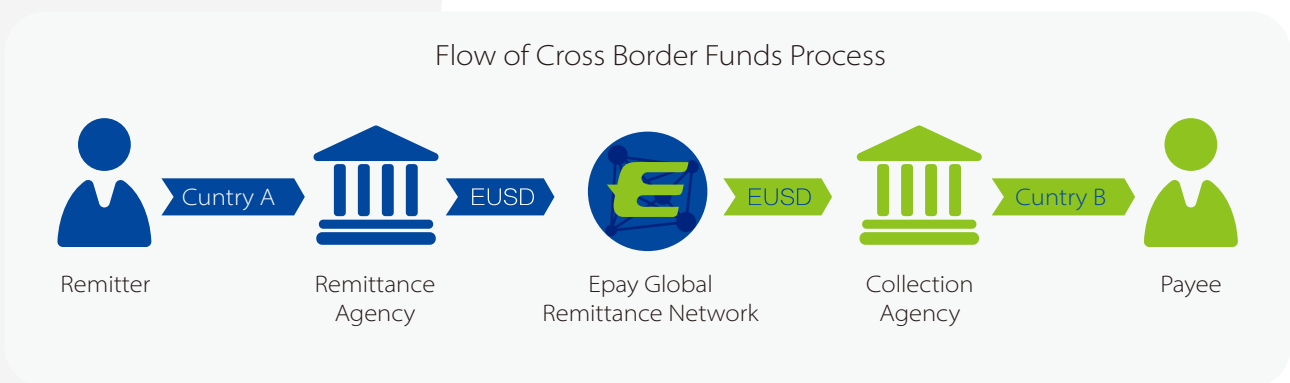 Flow of Cross Border Funds Process
Cuntry A
EUSD
EUSD
Cuntry B
Remitter
Remittance
Agency
Epay Global
Remittance Network
Collection
Agency
Payee